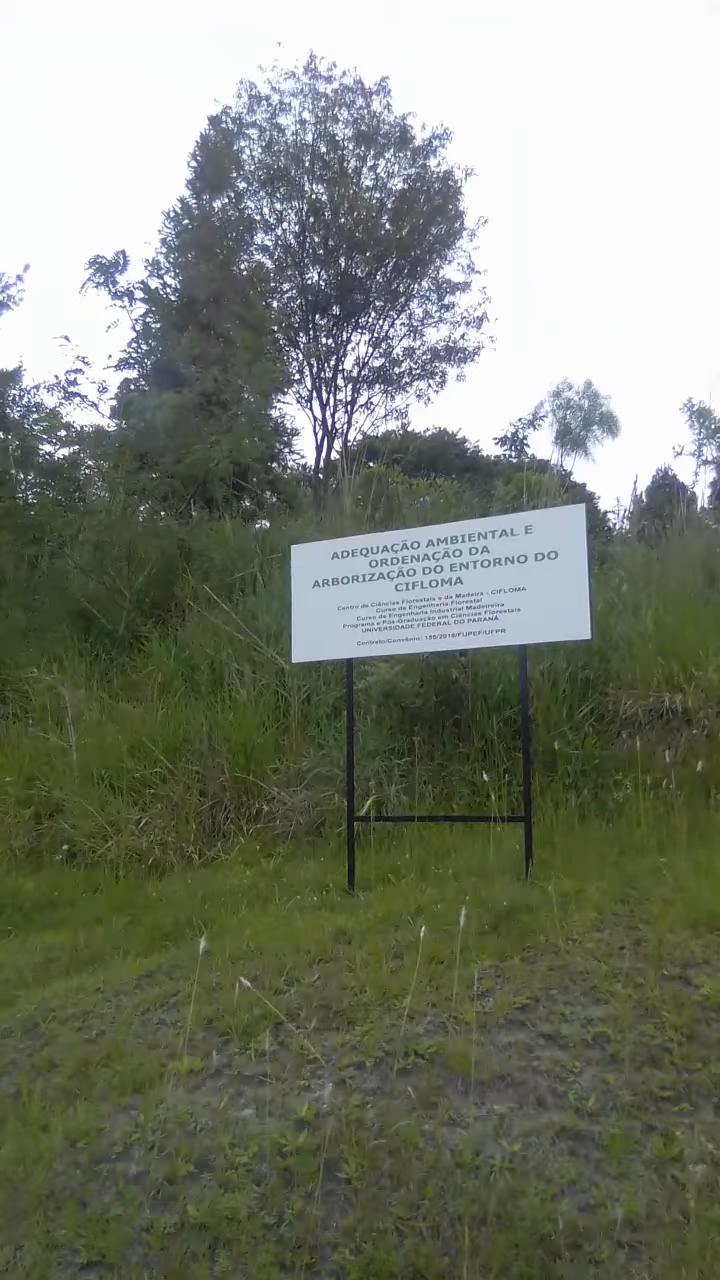 ADEQUAÇÃO AMBIENTAL E
ORDENAÇÃO DA
ARBORIZAÇÃO DO ENTORNO DO
CIFLOMA
Centro de Ciências Florestais e da Madeira - CIFLOMA
Curso de Engenharia Florestal
Curso de Engenharia Industrial Madeireira
Programa e Pós-Graduação em Ciências Florestais
UNIVERSIDADE FEDERAL DO PARANÁ
Contrato/Convênio: 155/2016/FUPEF/UFPR